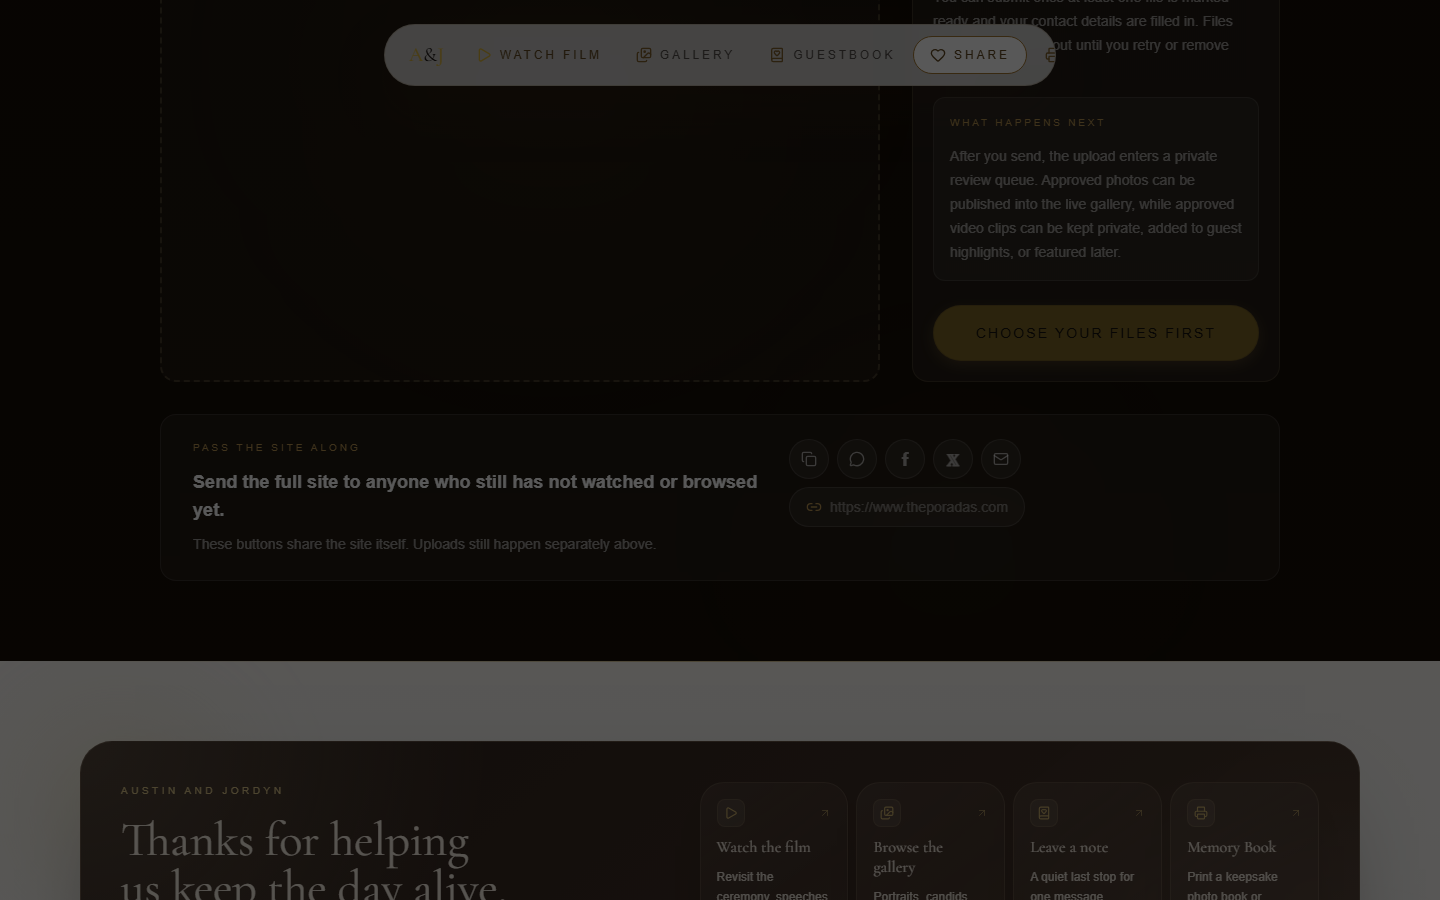 ready and your contact details are filled in. Files
out until you retry or remove
A&J
WATCH FILM
GALLERY
GUESTBOOK
SHARE
WHAT HAPPENS NEXT
After you send, the upload enters a private
review queue. Approved photos can be
published into the live gallery, while approved
video clips can be kept private, added to guest
highlights, or featured later.
CHOOSE YOUR FILES FIRST
PASS THE SITE ALONG
Send the full site to anyone who still has not watched or browsed
yet.
These buttons share the site itself. Uploads still happen separately above.
https://www.theporadas.com
AUSTIN AND JORDYN
Thanks for helping
us keep the day alive.
Watch the film
Revisit the
ceremony, speeches
Browse the
gallery
Portraits, candids
Leave a note
A quiet last stop for
one message
Memory Book
Print a keepsake
photo book or